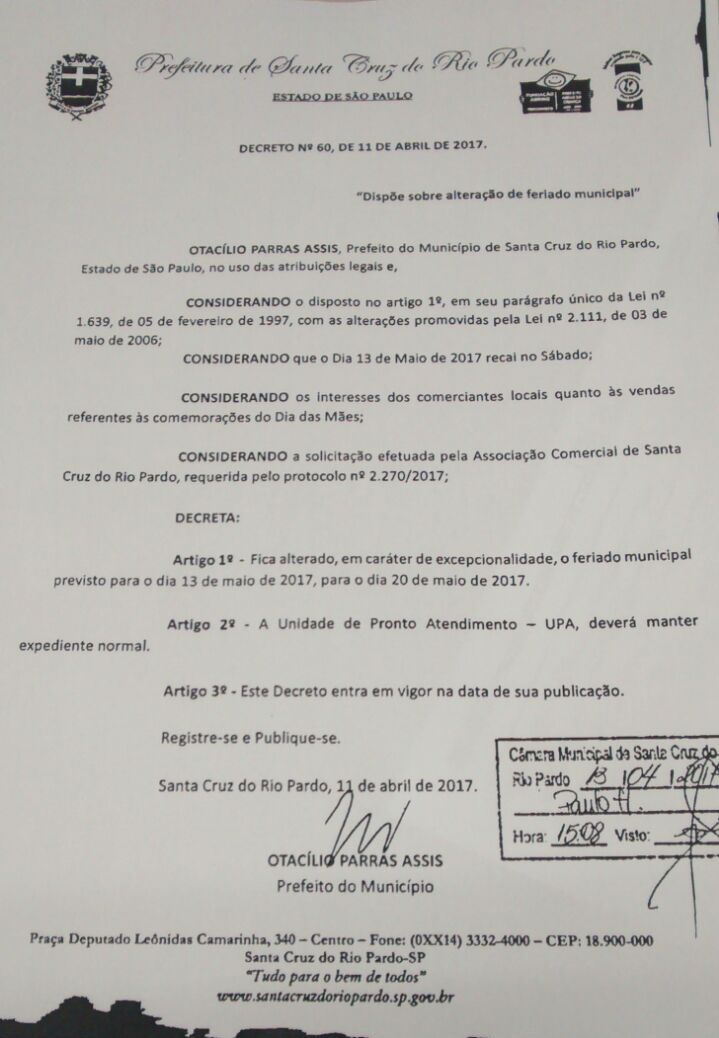 Prefeitura de Santa Cruz do Rio Pardo
ESTADO DE SÃO PAULO
DECRETO Nº 60, DE 11 DE ABRIL DE 2017.
"Dispõe sobre alteração de feriado municipal"
OTACÍLIO PARRAS ASSIS, Prefeito do Município de Santa Cruz do Rio Pardo,
Estado de São Paulo, no uso das atribuições legais e,
CONSIDERANDO o disposto no artigo 1º, em seu parágrafo único da Lei nº
1.639, de 05 de fevereiro de 1997, com as alterações promovidas pela Lei nº 2.111, de 03 de
maio de 2006;
CONSIDERANDO que o Dia 13 de Maio de 2017 recai no Sábado;
CONSIDERANDO os interesses dos comerciantes locais quanto às vendas
referentes às comemorações do Dia das Mães;
CONSIDERANDO a solicitação efetuada pela Associação Comercial de Santa
Cruz do Rio Pardo, requerida pelo protocolo nº 2.270/2017;
DECRETA:
Artigo 1º - Fica alterado, em caráter de excepcionalidade, o feriado municipal
previsto para o dia 13 de maio de 2017, para o dia 20 de maio de 2017.
Artigo 2º - A Unidade de Pronto Atendimento – UPA, deverá manter
expediente normal.
Artigo 3º - Este Decreto entra em vigor na data de sua publicação.
Registre-se e Publique-se.
Santa Cruz do Rio Pardo, 11 de abril de 2017.
Câmara Municipal de Santa Cruz do
Rio Pardo 13 / 04 / 2017
Paulo H.
Hora: 15:08 Visto:
OTACÍLIO PARRAS ASSIS
Prefeito do Município
Praça Deputado Leônidas Camarinha, 340 – Centro – Fone: (0XX14) 3332-4000 – CEP: 18.900-000
Santa Cruz do Rio Pardo-SP
"Tudo para o bem de todos"
www.santacruzdoriopardo.sp.gov.br